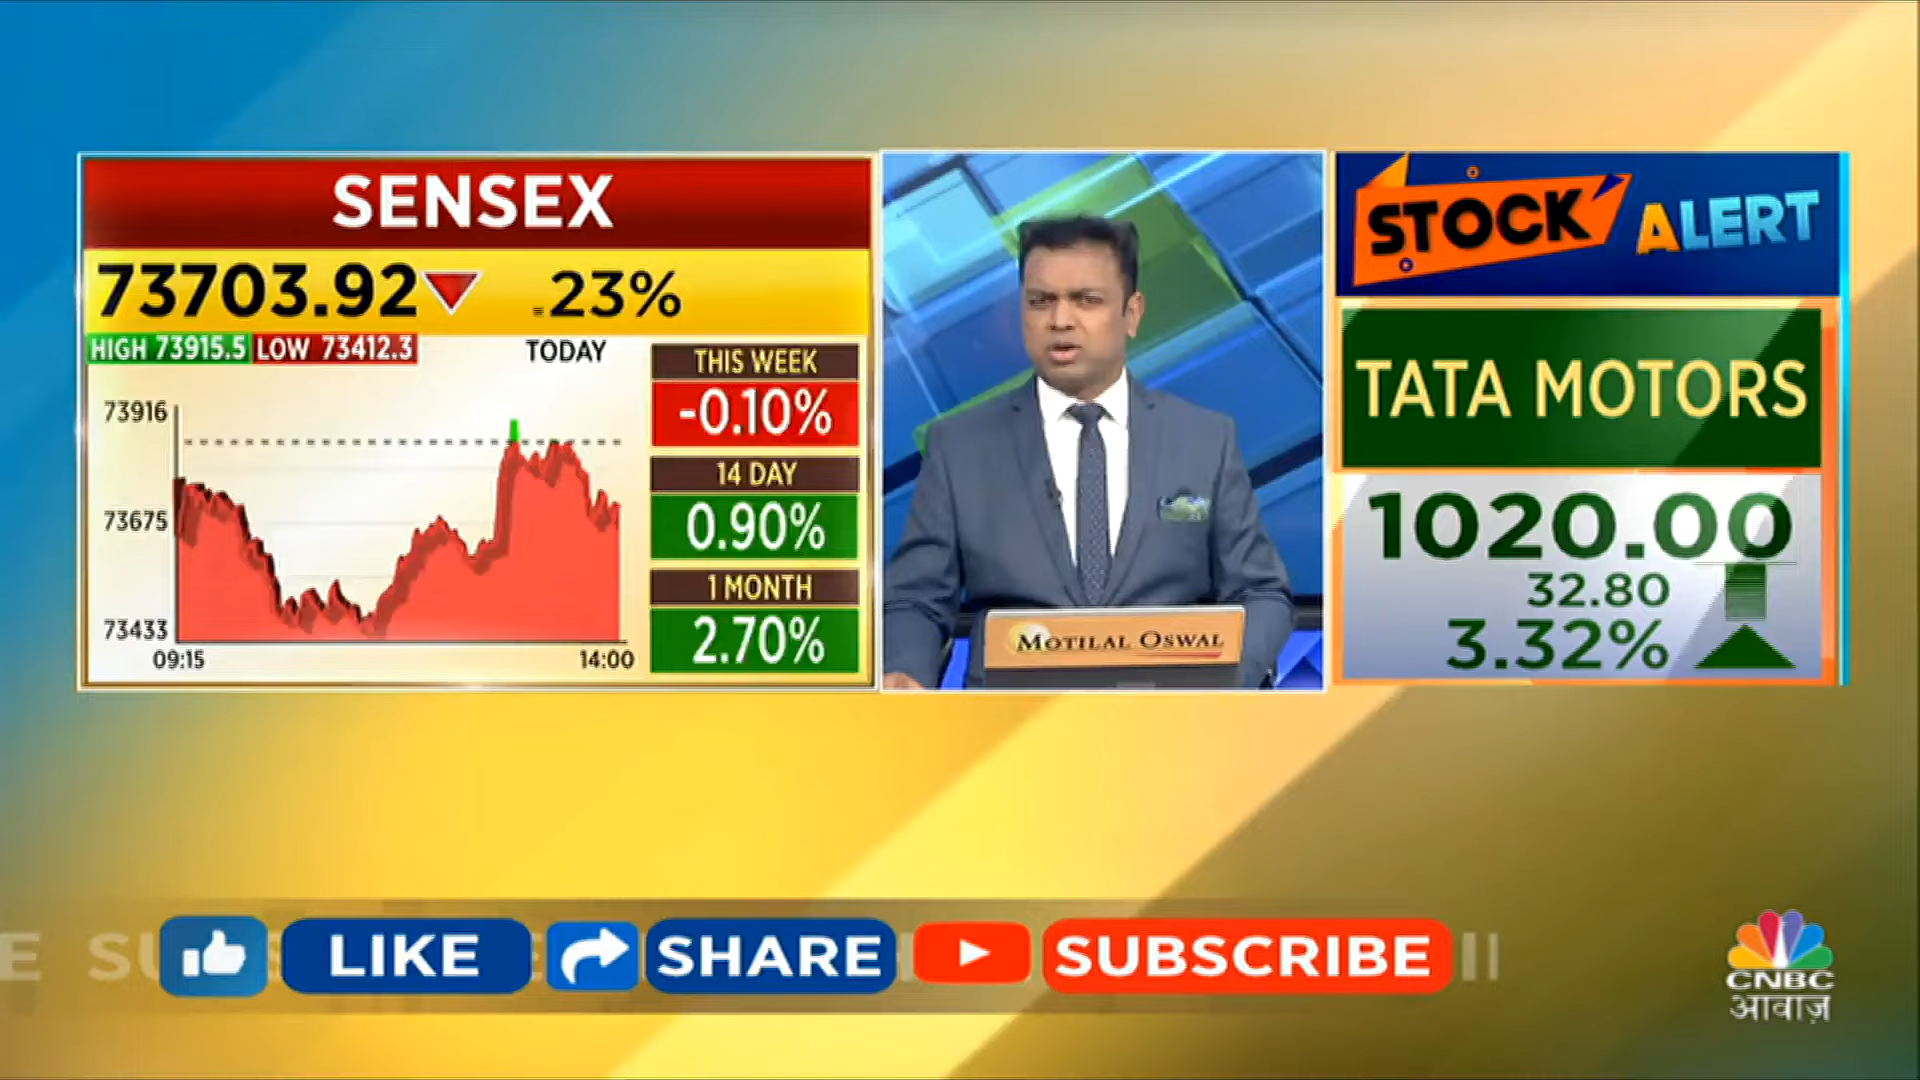 SENSEX
73703.92 .23%
HIGH 73915.5 LOW 73412.3 TODAY
THIS WEEK
-0.10%
14 DAY
0.90%
1 MONTH
2.70%
73916
73675
73433
09:15 14:00
MOTILAL OSWAL
STOCK ALERT
TATA MOTORS
1020.00
32.80
3.32%
LIKE SHARE SUBSCRIBE
CNBC
आवाज़